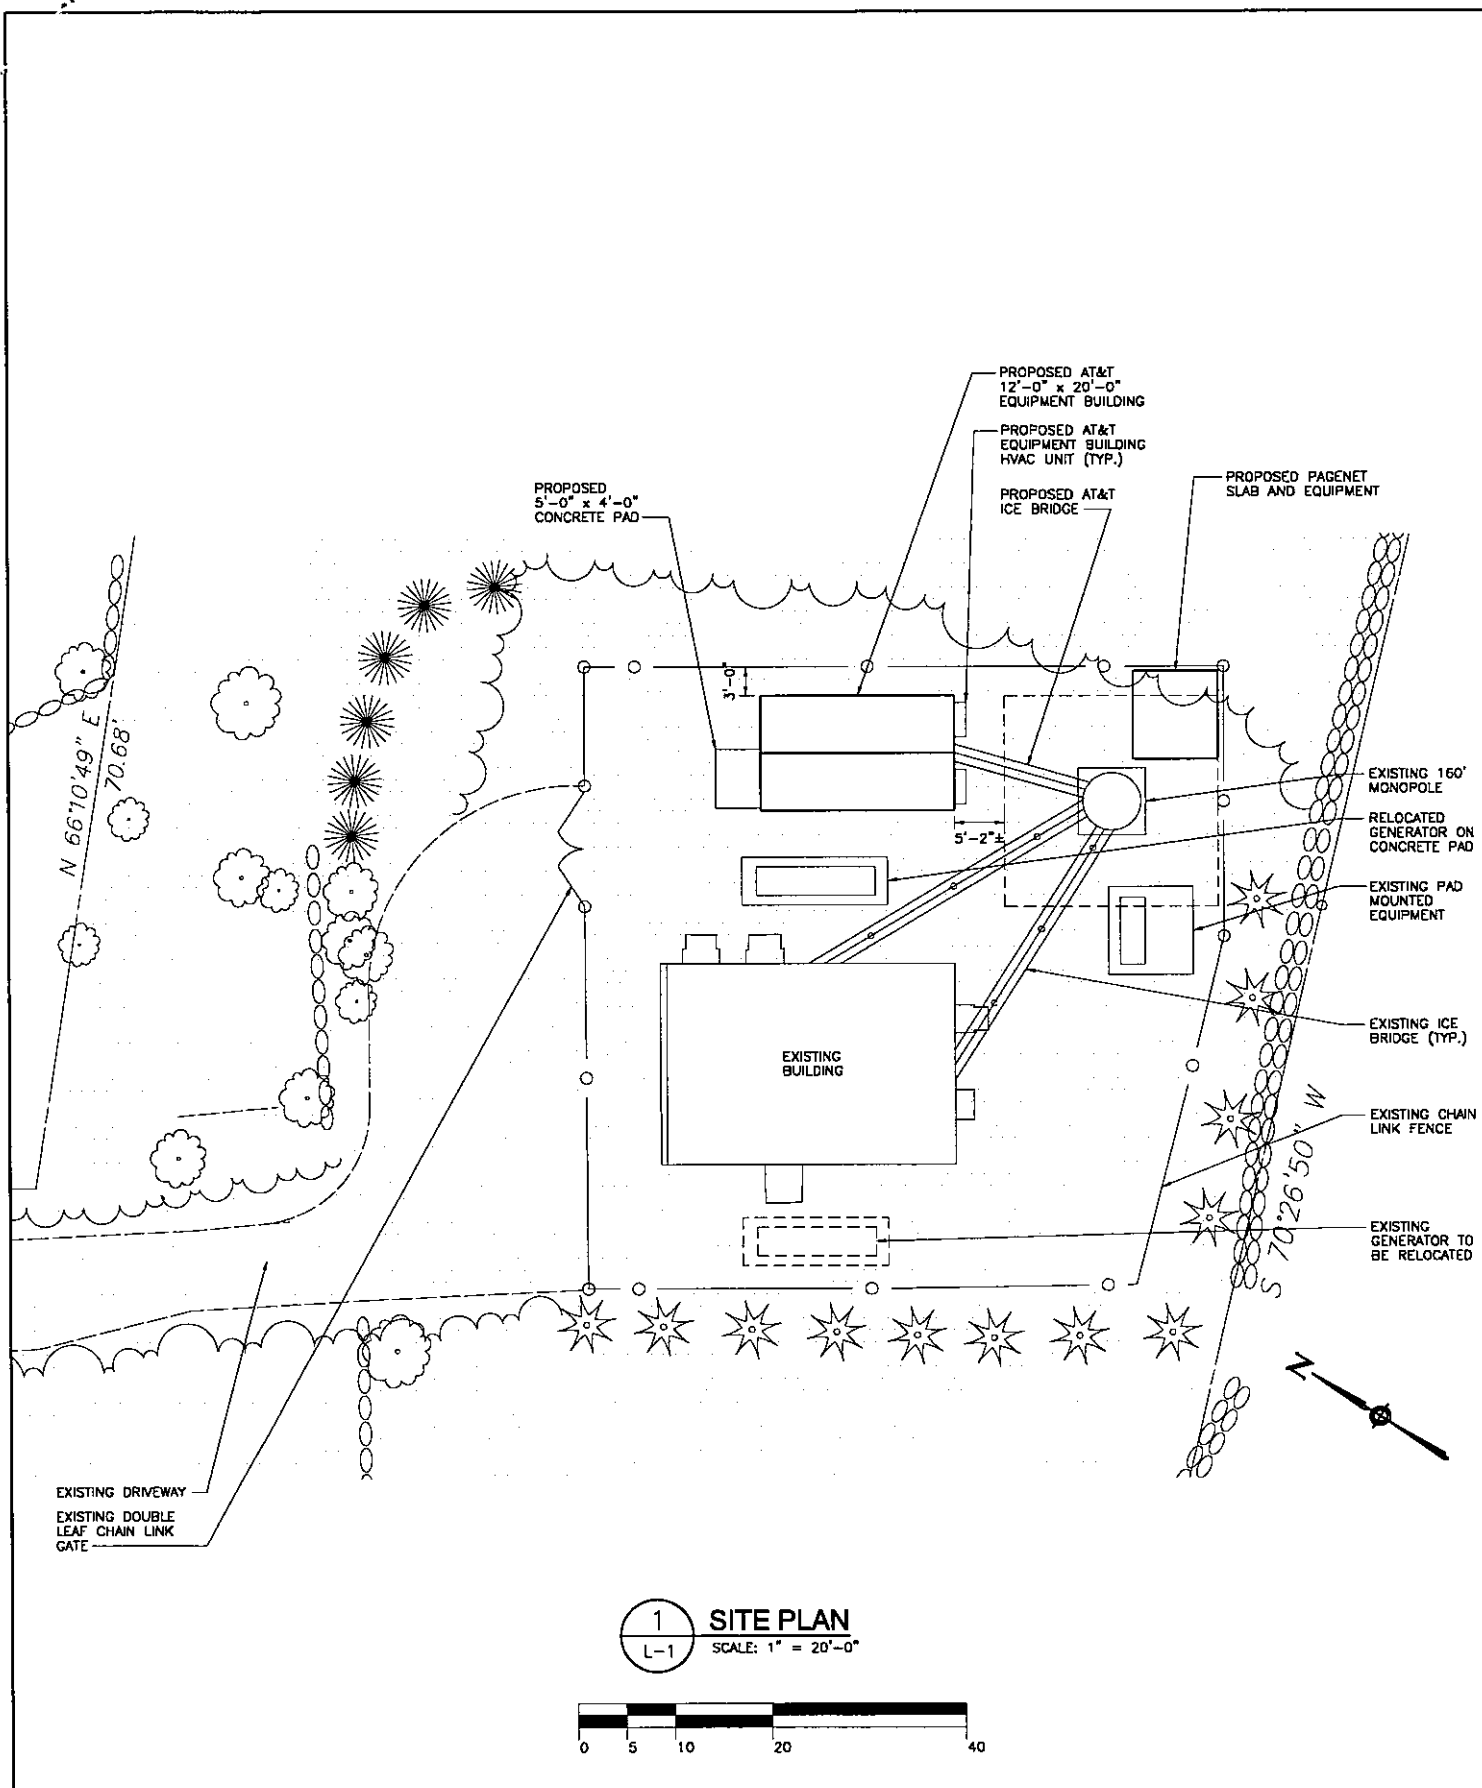 PROPOSED AT&T
12'-0" x 20'-0"
EQUIPMENT BUILDING
PROPOSED AT&T
EQUIPMENT BUILDING
HVAC UNIT (TYP.)
PROPOSED AT&T
ICE BRIDGE
PROPOSED PAGENET
SLAB AND EQUIPMENT
PROPOSED
5'-0" x 4'-0"
CONCRETE PAD
3'-0"
N 66°10'49" E
70.68'
EXISTING 160'
MONOPOLE
RELOCATED
GENERATOR ON
CONCRETE PAD
5'-2"±
EXISTING PAD
MOUNTED
EQUIPMENT
EXISTING ICE
BRIDGE (TYP.)
EXISTING
BUILDING
EXISTING CHAIN
LINK FENCE
S 70°26'50" W
EXISTING
GENERATOR TO
BE RELOCATED
N
EXISTING DRIVEWAY
EXISTING DOUBLE
LEAF CHAIN LINK
GATE
1
L-1
SITE PLAN
SCALE: 1" = 20'-0"
0 5 10 20 40